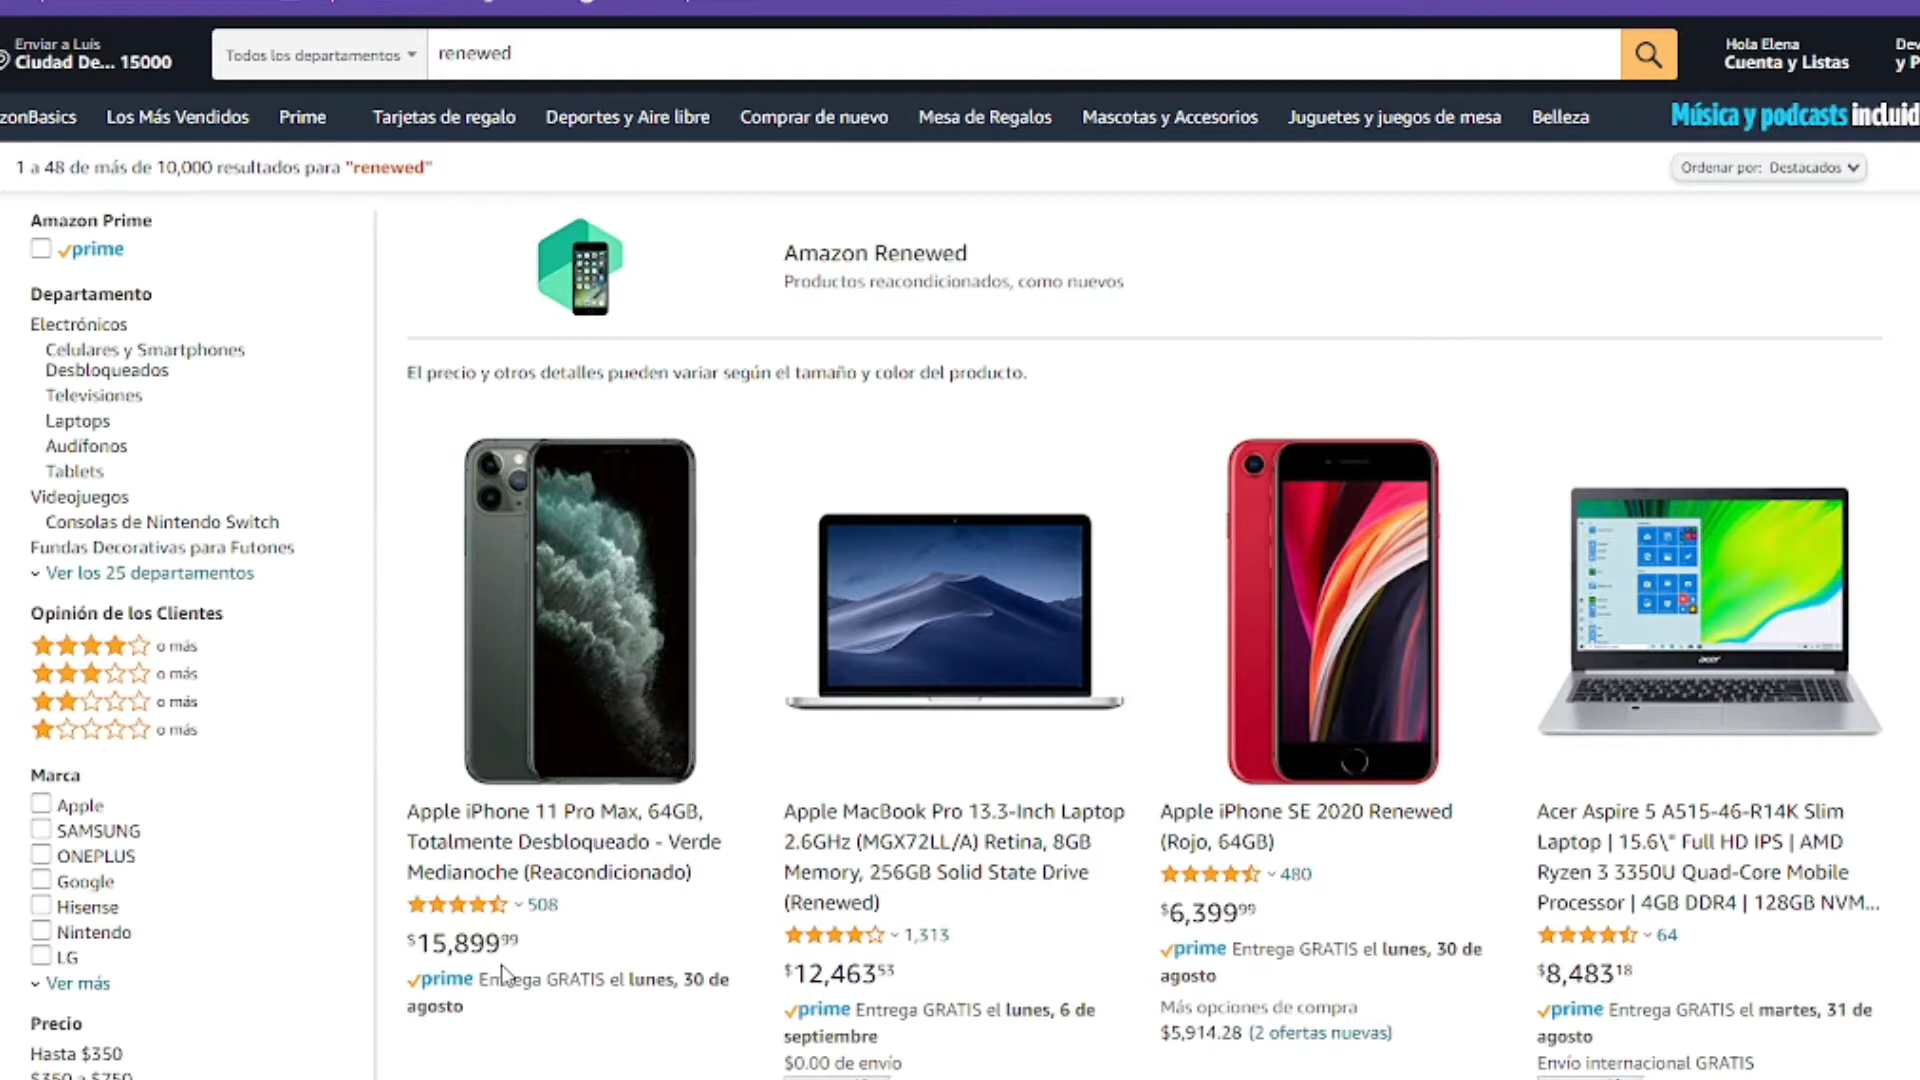 Enviar a Luis
Ciudad De... 15000
Todos los departamentos
renewed
Hola Elena
Cuenta y Listas
Dev
y P
zonBasics
Los Más Vendidos
Prime
Tarjetas de regalo
Deportes y Aire libre
Comprar de nuevo
Mesa de Regalos
Mascotas y Accesorios
Juguetes y juegos de mesa
Belleza
Música y podcasts incluid
1 a 48 de más de 10,000 resultados para "renewed"
Ordenar por: Destacados
Amazon Prime
prime
Departamento
Electrónicos
Celulares y Smartphones
Desbloqueados
Televisiones
Laptops
Audífonos
Tablets
Videojuegos
Consolas de Nintendo Switch
Fundas Decorativas para Futones
Ver los 25 departamentos
Opinión de los Clientes
o más
o más
o más
o más
Marca
Apple
SAMSUNG
ONEPLUS
Google
Hisense
Nintendo
LG
Ver más
Precio
Hasta $350
$350 a $750
Amazon Renewed
Productos reacondicionados, como nuevos
El precio y otros detalles pueden variar según el tamaño y color del producto.
Apple iPhone 11 Pro Max, 64GB,
Totalmente Desbloqueado - Verde
Medianoche (Reacondicionado)
508
$15,899.99
prime Entrega GRATIS el lunes, 30 de
agosto
Apple MacBook Pro 13.3-Inch Laptop
2.6GHz (MGX72LL/A) Retina, 8GB
Memory, 256GB Solid State Drive
(Renewed)
1,313
$12,463.53
prime Entrega GRATIS el lunes, 6 de
septiembre
$0.00 de envío
Apple iPhone SE 2020 Renewed
(Rojo, 64GB)
480
$6,399.99
prime Entrega GRATIS el lunes, 30 de
agosto
Más opciones de compra
$5,914.28 (2 ofertas nuevas)
acer
Acer Aspire 5 A515-46-R14K Slim
Laptop | 15.6\" Full HD IPS | AMD
Ryzen 3 3350U Quad-Core Mobile
Processor | 4GB DDR4 | 128GB NVM...
64
$8,483.18
prime Entrega GRATIS el martes, 31 de
agosto
Envío internacional GRATIS